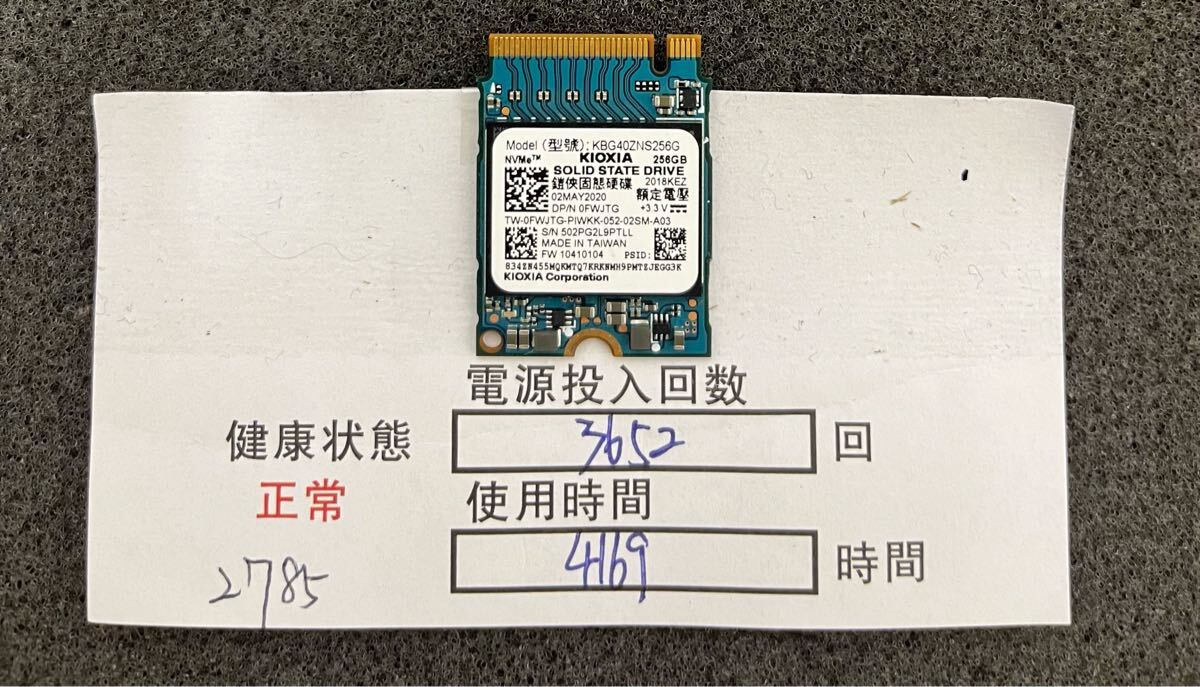 Model (型號): KBG40ZNS256G
NVMe™ KIOXIA 256GB
SOLID STATE DRIVE
鎧俠固態硬碟 2018KEZ
02MAY2020 額定電壓
DP/N 0FWJTG +3.3 V
TW-0FWJTG-PIWKK-052-02SM-A03
S/N 502PG2L9PTLL
MADE IN TAIWAN
FW 10410104 PSID:
834ZN455MQKMTQ7KRKNMH9PMTZJEGG3K
KIOXIA Corporation
電源投入回数
健康状態 3652 回
正常 使用時間
2785 4169 時間